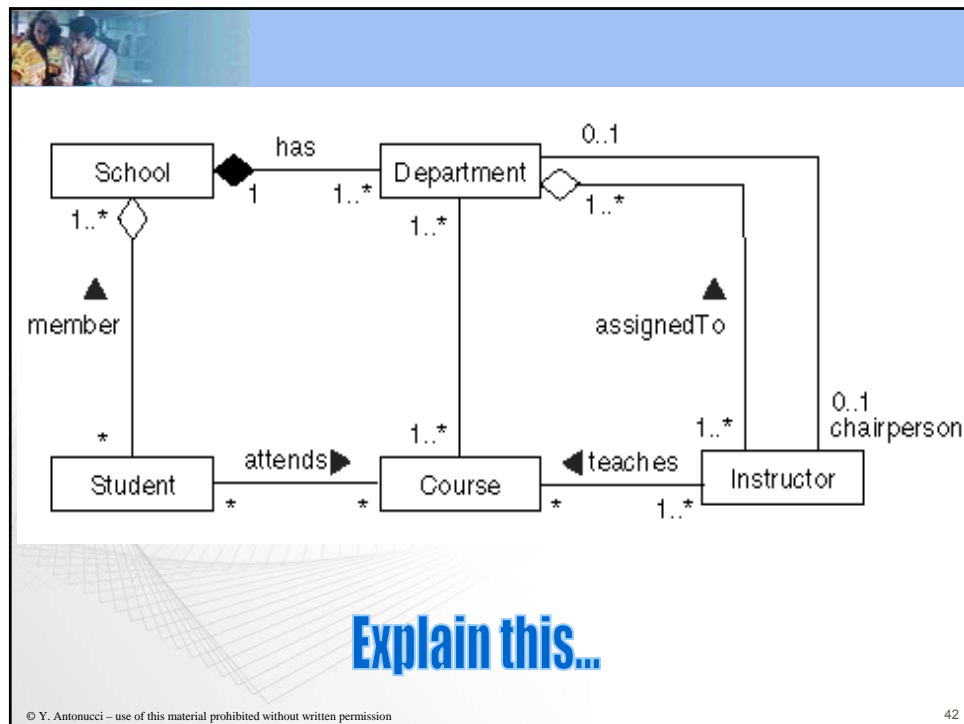 has
0..1
School
Department
1
1..*
1..*
1..*
1..*
member
assignedTo
0..1
chairperson
*
1..*
1..*
attends
teaches
Student
Course
Instructor
*
*
*
1..*
Explain this...
© Y. Antonucci – use of this material prohibited without written permission
42